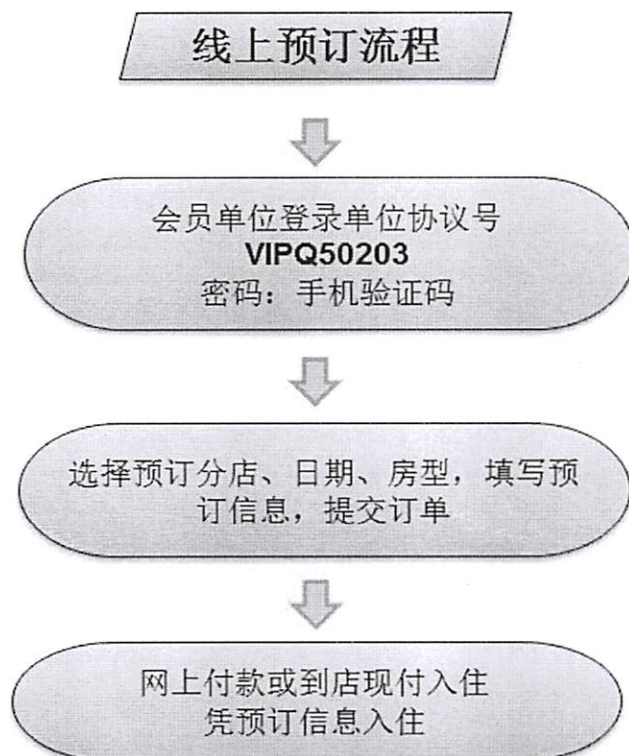 线上预订流程
会员单位登录单位协议号
VIPQ50203
密码：手机验证码
选择预订分店、日期、房型，填写预
订信息，提交订单
网上付款或到店现付入住
凭预订信息入住